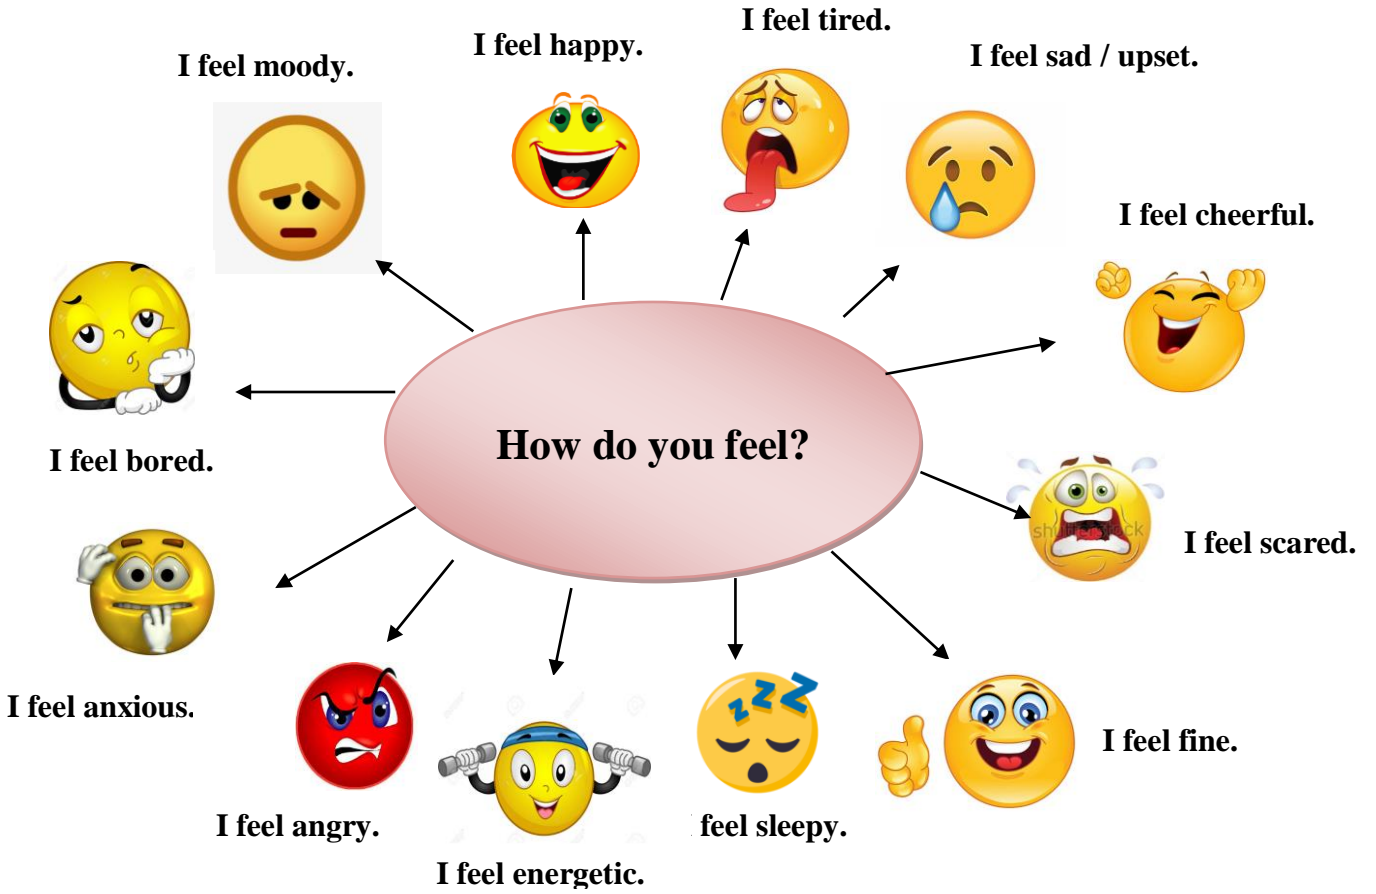 I feel tired.
I feel happy.
I feel sad / upset.
I feel moody.
I feel cheerful.
How do you feel?
I feel bored.
shutterstock
I feel scared.
I feel anxious.
I feel fine.
I feel angry.
feel sleepy.
I feel energetic.
z z Z